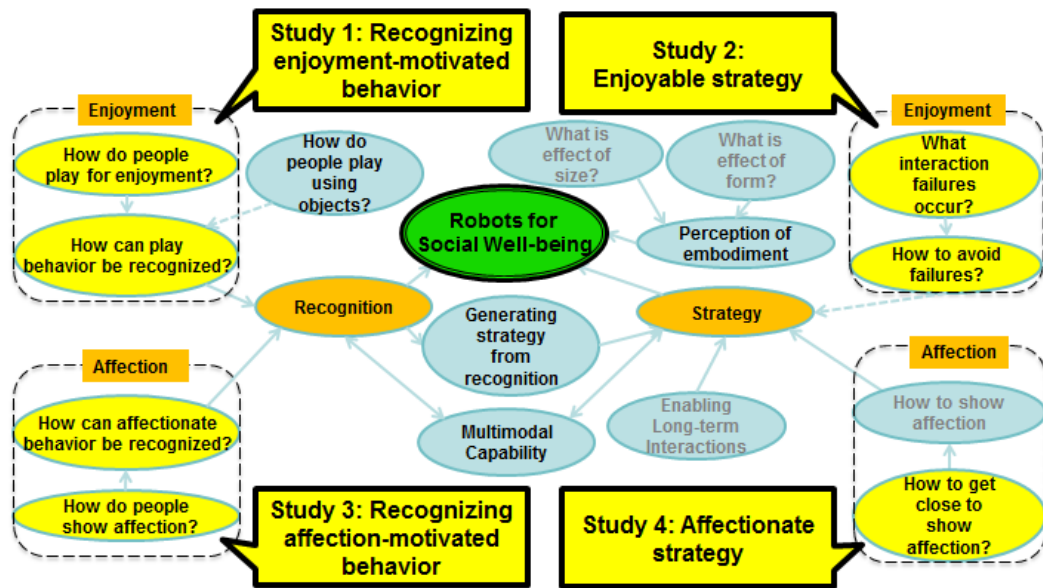 Study 1: Recognizing
enjoyment-motivated
behavior
Study 2:
Enjoyable strategy
Enjoyment
How do people
play for enjoyment?
How can play
behavior be recognized?
How do
people play
using
objects?
What is
effect of
size?
What is
effect of
form?
Enjoyment
What
interaction
failures
occur?
How to avoid
failures?
Robots for
Social Well-being
Perception of
embodiment
Recognition
Generating
strategy
from
recognition
Strategy
Affection
How can affectionate
behavior be recognized?
How do people
show affection?
Multimodal
Capability
Enabling
Long-term
Interactions
Affection
How to show
affection
How to get
close to
show
affection?
Study 3: Recognizing
affection-motivated
behavior
Study 4: Affectionate
strategy